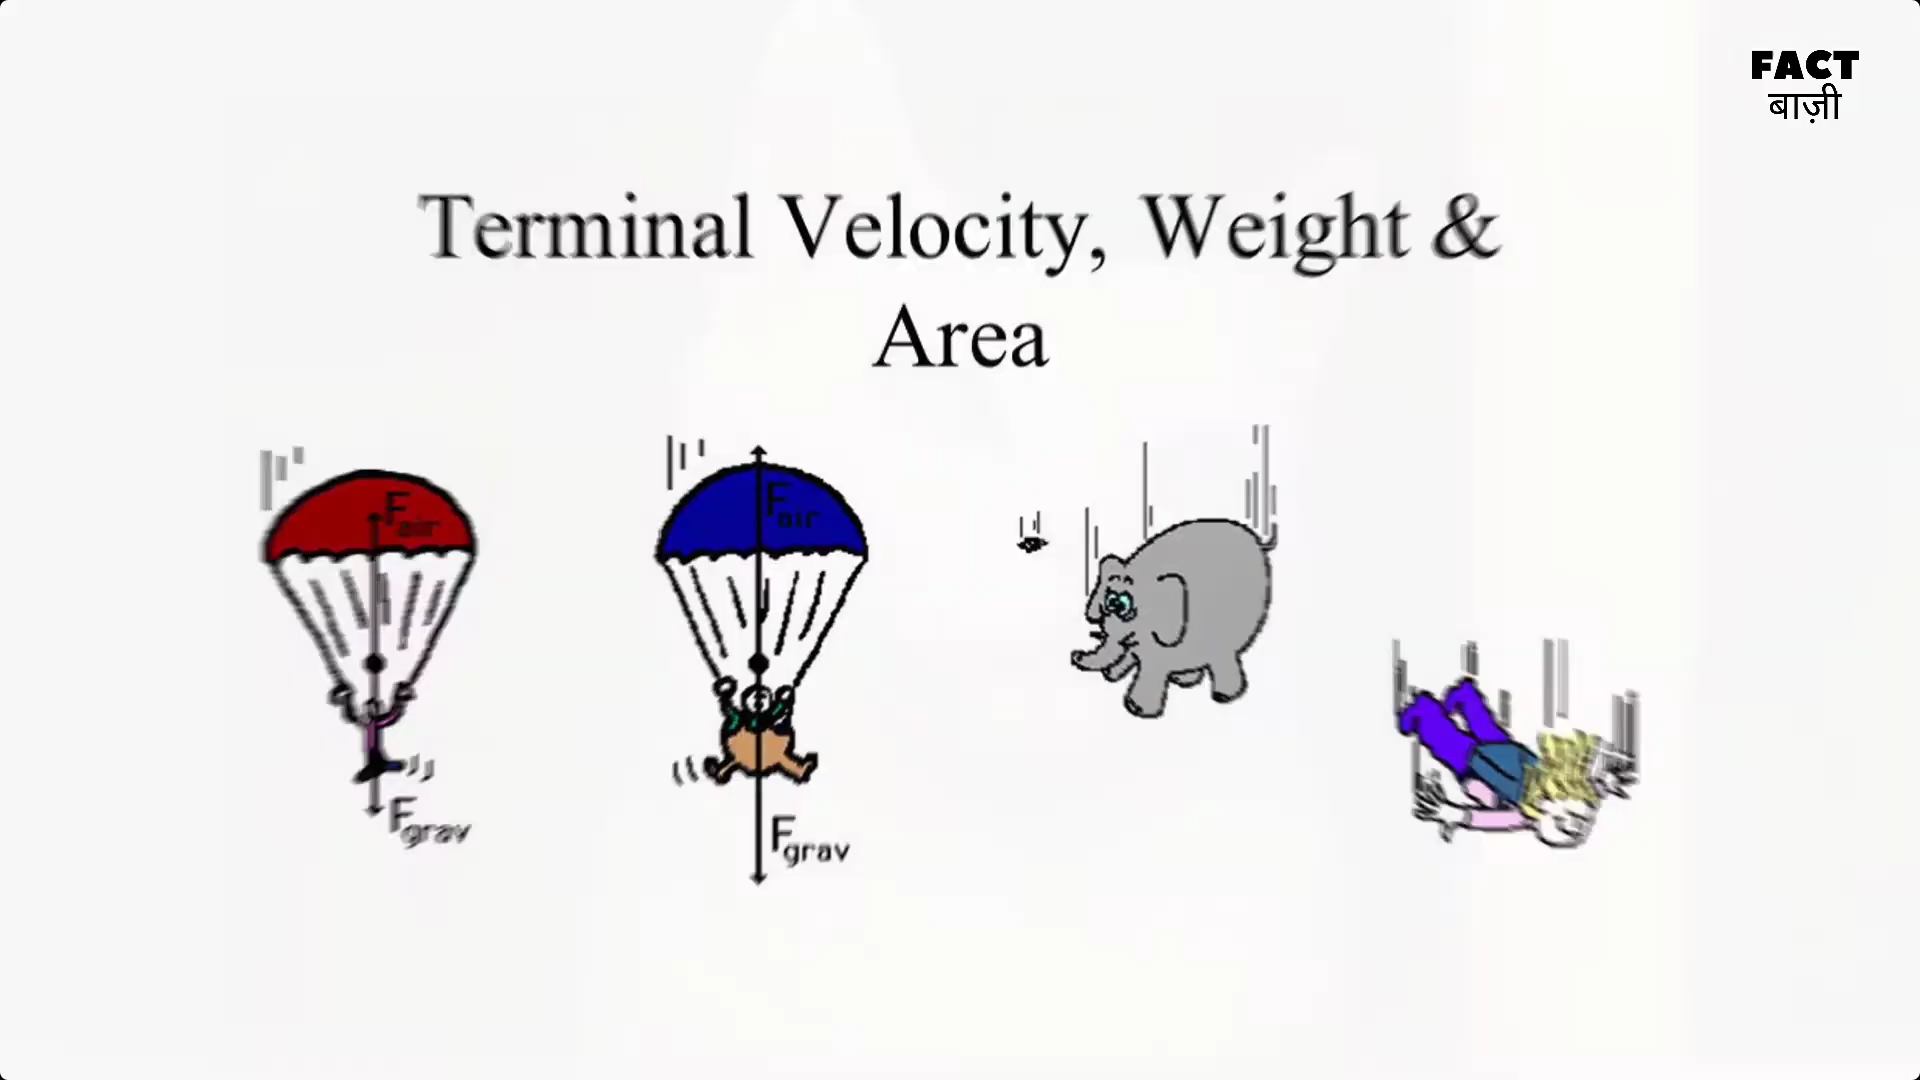 FACT
बाज़ी
Terminal Velocity, Weight &
Area
Fair
Fair
Fgrav
Fgrav